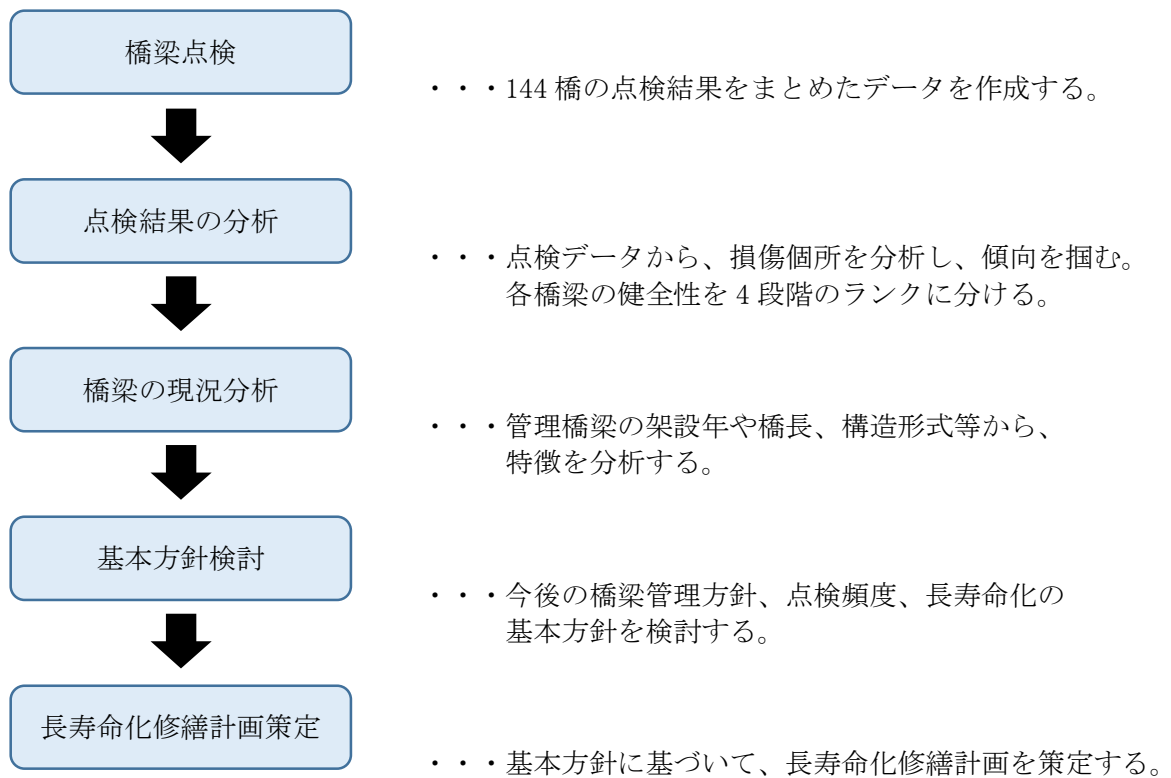 橋梁点検
・・・144 橋の点検結果をまとめたデータを作成する。
点検結果の分析
・・・点検データから、損傷個所を分析し、傾向を掴む。
各橋梁の健全性を 4 段階のランクに分ける。
橋梁の現況分析
・・・管理橋梁の架設年や橋長、構造形式等から、
特徴を分析する。
基本方針検討
・・・今後の橋梁管理方針、点検頻度、長寿命化の
基本方針を検討する。
長寿命化修繕計画策定
・・・基本方針に基づいて、長寿命化修繕計画を策定する。